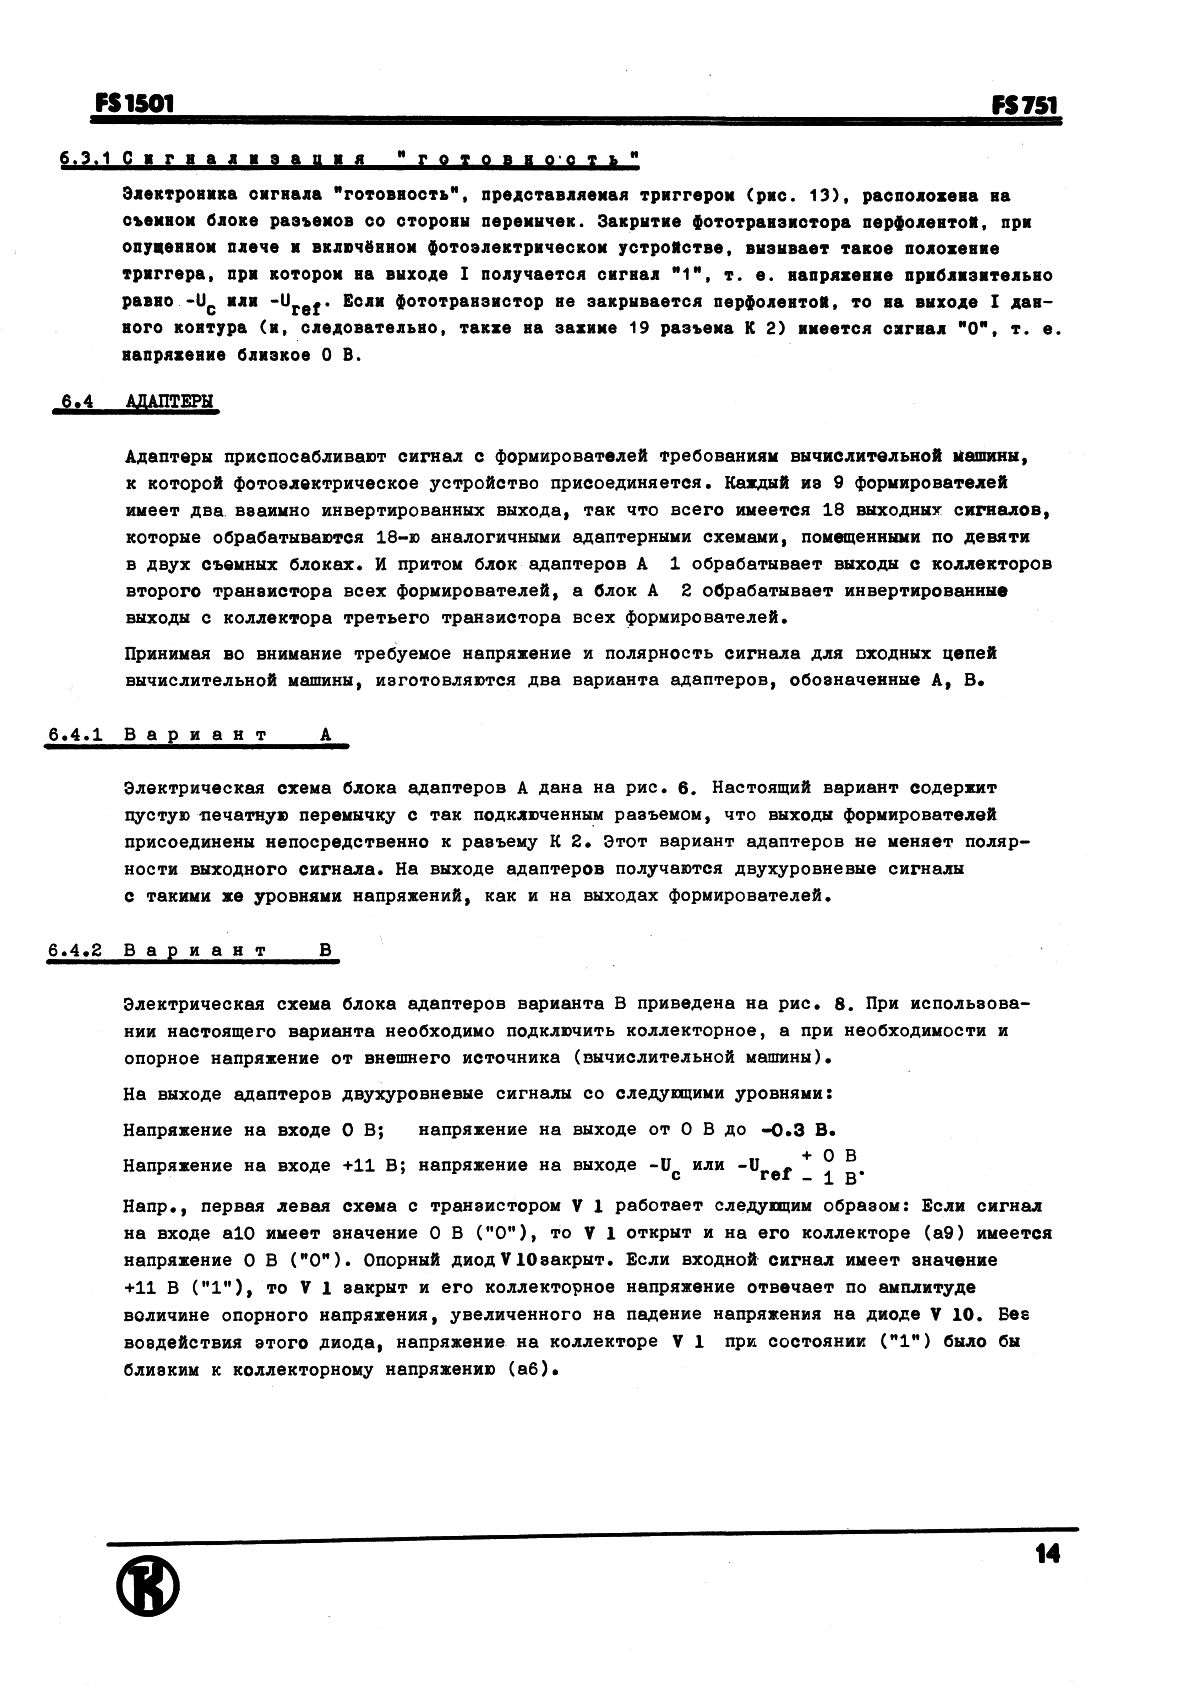 FS1501 FS751
6.3.1 Сигнализация "готовность"
Электроника сигнала "готовность", представляемая триггером (рис. 13), расположена на
съемном блоке разъемов со стороны перемычек. Закрытие фототранзистора перфолентой, при
опущенном плече и включённом фотоэлектрическом устройстве, вызывает такое положение
триггера, при котором на выходе I получается сигнал "1", т. е. напряжение приблизительно
равно -Uc или -Uref. Если фототранзистор не закрывается перфолентой, то на выходе I дан-
ного контура (и, следовательно, также на зажиме 19 разъема К 2) имеется сигнал "0", т. е.
напряжение близкое 0 В.
6.4 АДАПТЕРЫ
Адаптеры приспосабливают сигнал с формирователей требованиям вычислительной машины,
к которой фотоэлектрическое устройство присоединяется. Каждый из 9 формирователей
имеет два взаимно инвертированных выхода, так что всего имеется 18 выходных сигналов,
которые обрабатываются 18-ю аналогичными адаптерными схемами, помещенными по девяти
в двух съемных блоках. И притом блок адаптеров А 1 обрабатывает выходы с коллекторов
второго транзистора всех формирователей, а блок А 2 обрабатывает инвертированные
выходы с коллектора третьего транзистора всех формирователей.
Принимая во внимание требуемое напряжение и полярность сигнала для входных цепей
вычислительной машины, изготовляются два варианта адаптеров, обозначенные А, В.
6.4.1 Вариант А
Электрическая схема блока адаптеров А дана на рис. 6. Настоящий вариант содержит
пустую печатную перемычку с так подключенным разъемом, что выходы формирователей
присоединены непосредственно к разъему К 2. Этот вариант адаптеров не меняет поляр-
ности выходного сигнала. На выходе адаптеров получаются двухуровневые сигналы
с такими же уровнями напряжений, как и на выходах формирователей.
6.4.2 Вариант В
Электрическая схема блока адаптеров варианта В приведена на рис. 8. При использова-
нии настоящего варианта необходимо подключить коллекторное, а при необходимости и
опорное напряжение от внешнего источника (вычислительной машины).
На выходе адаптеров двухуровневые сигналы со следующими уровнями:
Напряжение на входе 0 В; напряжение на выходе от 0 В до -0.3 В.
Напряжение на входе +11 В; напряжение на выходе -Uc или -Uref + 0 В - 1 В.
Напр., первая левая схема с транзистором V 1 работает следующим образом: Если сигнал
на входе а10 имеет значение 0 В ("0"), то V 1 открыт и на его коллекторе (а9) имеется
напряжение 0 В ("0"). Опорный диод V 10 закрыт. Если входной сигнал имеет значение
+11 В ("1"), то V 1 закрыт и его коллекторное напряжение отвечает по амплитуде
величине опорного напряжения, увеличенного на падение напряжения на диоде V 10. Без
воздействия этого диода, напряжение на коллекторе V 1 при состоянии ("1") было бы
близким к коллекторному напряжению (а6).
14